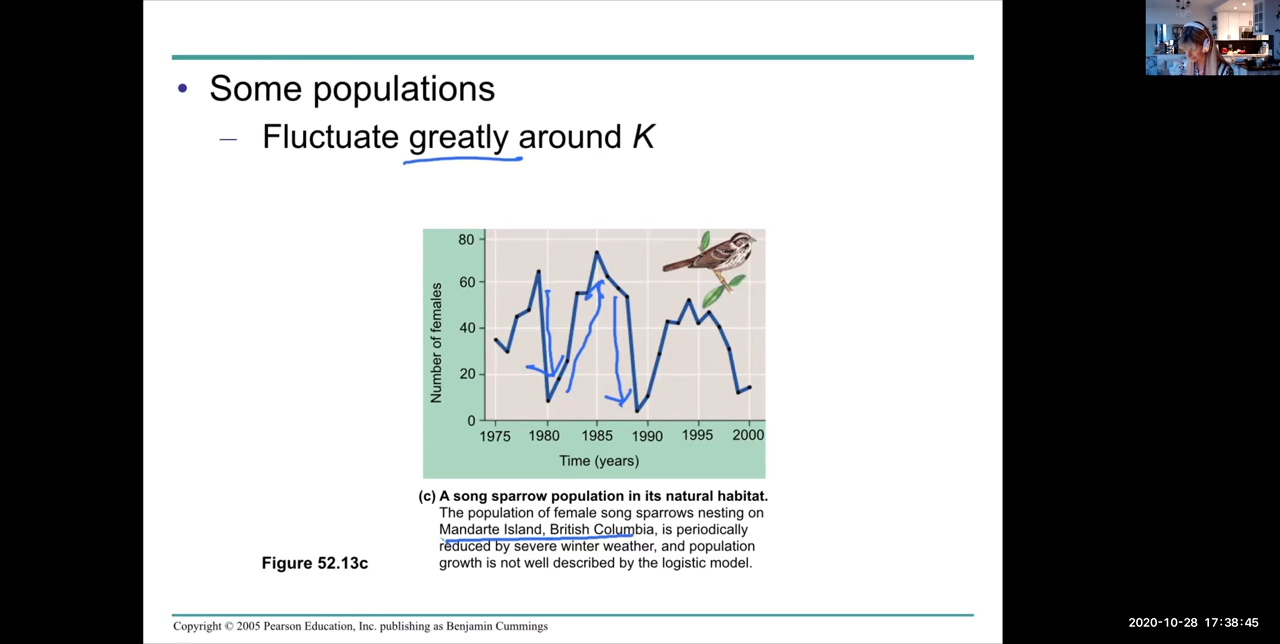 • Some populations
– Fluctuate greatly around K
80
60
40
20
0
Number of females
1975 1980 1985 1990 1995 2000
Time (years)
(c) A song sparrow population in its natural habitat.
The population of female song sparrows nesting on
Mandarte Island, British Columbia, is periodically
reduced by severe winter weather, and population
growth is not well described by the logistic model.
Figure 52.13c
Copyright © 2005 Pearson Education, Inc. publishing as Benjamin Cummings
2020-10-28 17:38:45